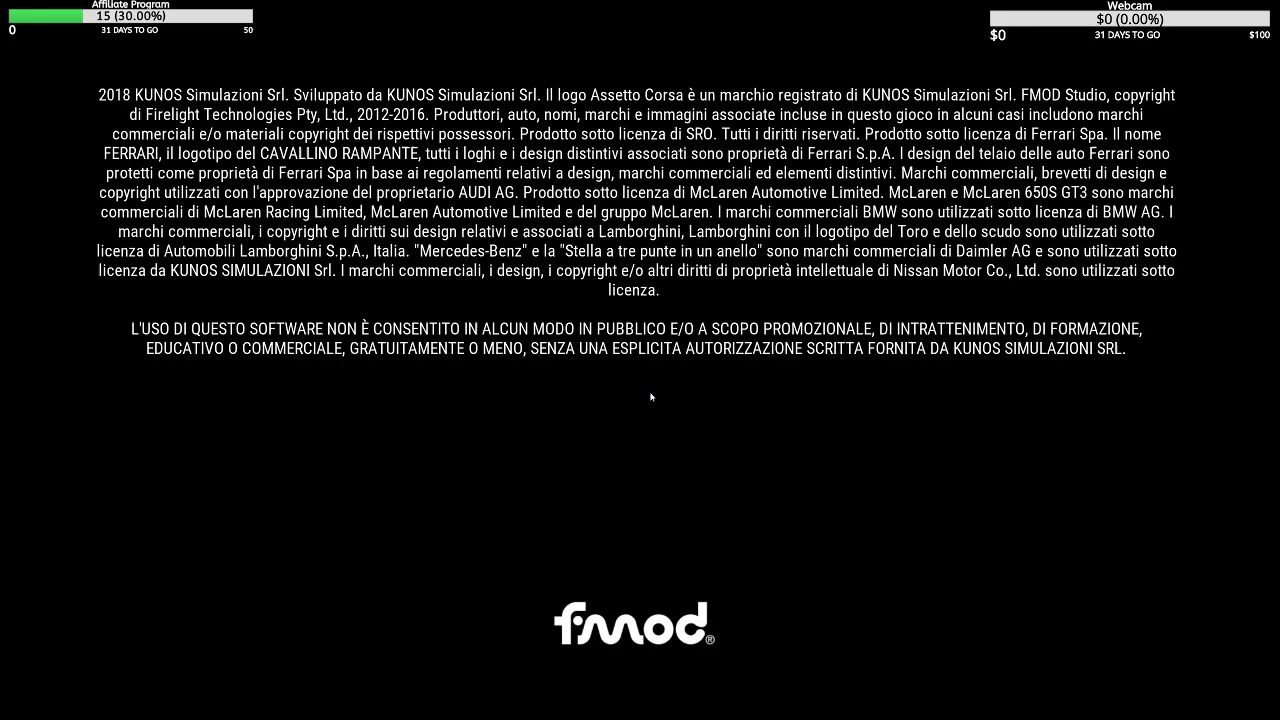 Affiliate Program
15 (30.00%)
0
31 DAYS TO GO
50
Webcam
$0 (0.00%)
$0
31 DAYS TO GO
$100
2018 KUNOS Simulazioni Srl. Sviluppato da KUNOS Simulazioni Srl. Il logo Assetto Corsa è un marchio registrato di KUNOS Simulazioni Srl. FMOD Studio, copyright
di Firelight Technologies Pty, Ltd., 2012-2016. Produttori, auto, nomi, marchi e immagini associate incluse in questo gioco in alcuni casi includono marchi
commerciali e/o materiali copyright dei rispettivi possessori. Prodotto sotto licenza di SRO. Tutti i diritti riservati. Prodotto sotto licenza di Ferrari Spa. Il nome
FERRARI, il logotipo del CAVALLINO RAMPANTE, tutti i loghi e i design distintivi associati sono proprietà di Ferrari S.p.A. I design del telaio delle auto Ferrari sono
protetti come proprietà di Ferrari Spa in base ai regolamenti relativi a design, marchi commerciali ed elementi distintivi. Marchi commerciali, brevetti di design e
copyright utilizzati con l'approvazione del proprietario AUDI AG. Prodotto sotto licenza di McLaren Automotive Limited. McLaren e McLaren 650S GT3 sono marchi
commerciali di McLaren Racing Limited, McLaren Automotive Limited e del gruppo McLaren. I marchi commerciali BMW sono utilizzati sotto licenza di BMW AG. I
marchi commerciali, i copyright e i diritti sui design relativi e associati a Lamborghini, Lamborghini con il logotipo del Toro e dello scudo sono utilizzati sotto
licenza di Automobili Lamborghini S.p.A., Italia. "Mercedes-Benz" e la "Stella a tre punte in un anello" sono marchi commerciali di Daimler AG e sono utilizzati sotto
licenza da KUNOS SIMULAZIONI Srl. I marchi commerciali, i design, i copyright e/o altri diritti di proprietà intellettuale di Nissan Motor Co., Ltd. sono utilizzati sotto
licenza.
L'USO DI QUESTO SOFTWARE NON È CONSENTITO IN ALCUN MODO IN PUBBLICO E/O A SCOPO PROMOZIONALE, DI INTRATTENIMENTO, DI FORMAZIONE,
EDUCATIVO O COMMERCIALE, GRATUITAMENTE O MENO, SENZA UNA ESPLICITA AUTORIZZAZIONE SCRITTA FORNITA DA KUNOS SIMULAZIONI SRL.
fmod®